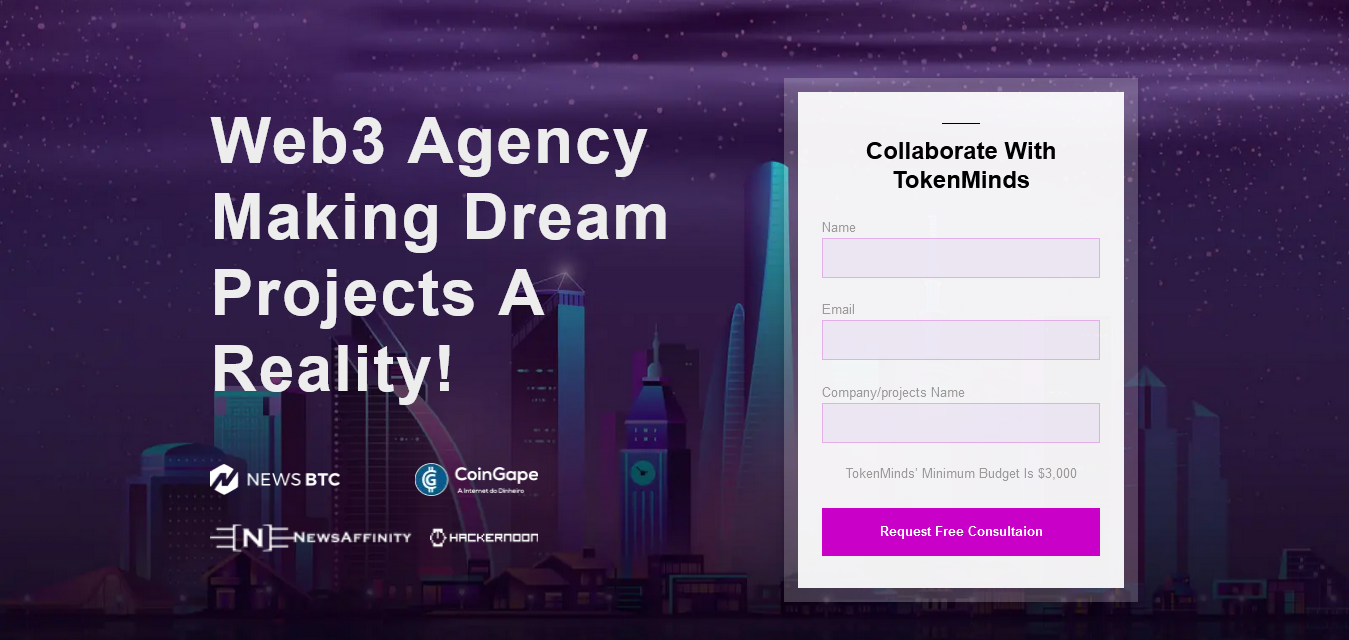 Web3 Agency
Making Dream
Projects A
Reality!
NEWS BTC
CoinGape
A Internet do Dinheiro
NEWSAFFINITY
HACKERNOON
Collaborate With
TokenMinds
Name
Email
Company/projects Name
TokenMinds’ Minimum Budget Is $3,000
Request Free Consultaion